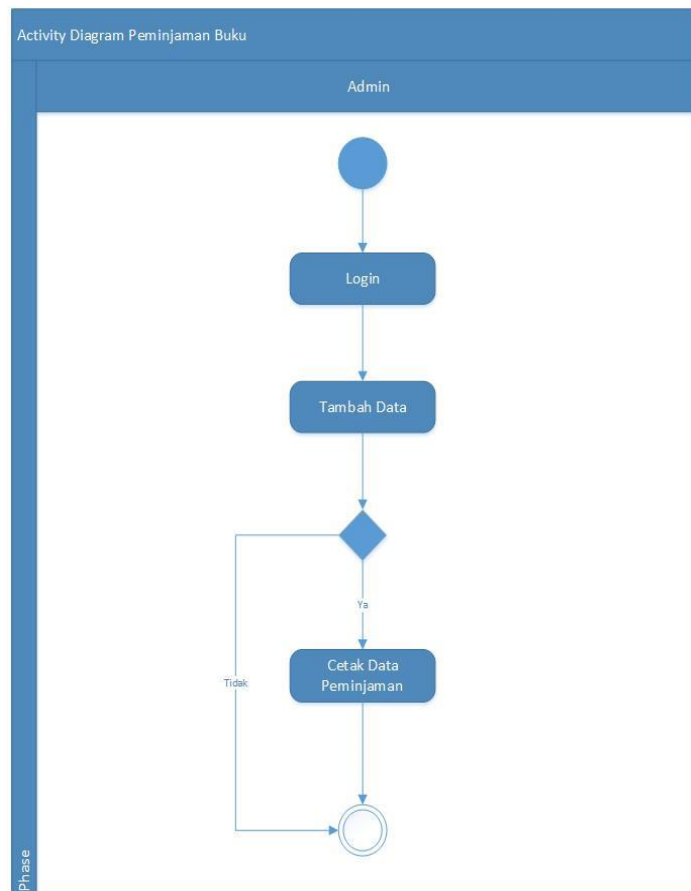 Activity Diagram Peminjaman Buku
Admin
Login
Tambah Data
Ya
Cetak Data
Peminjaman
Tidak
Phase